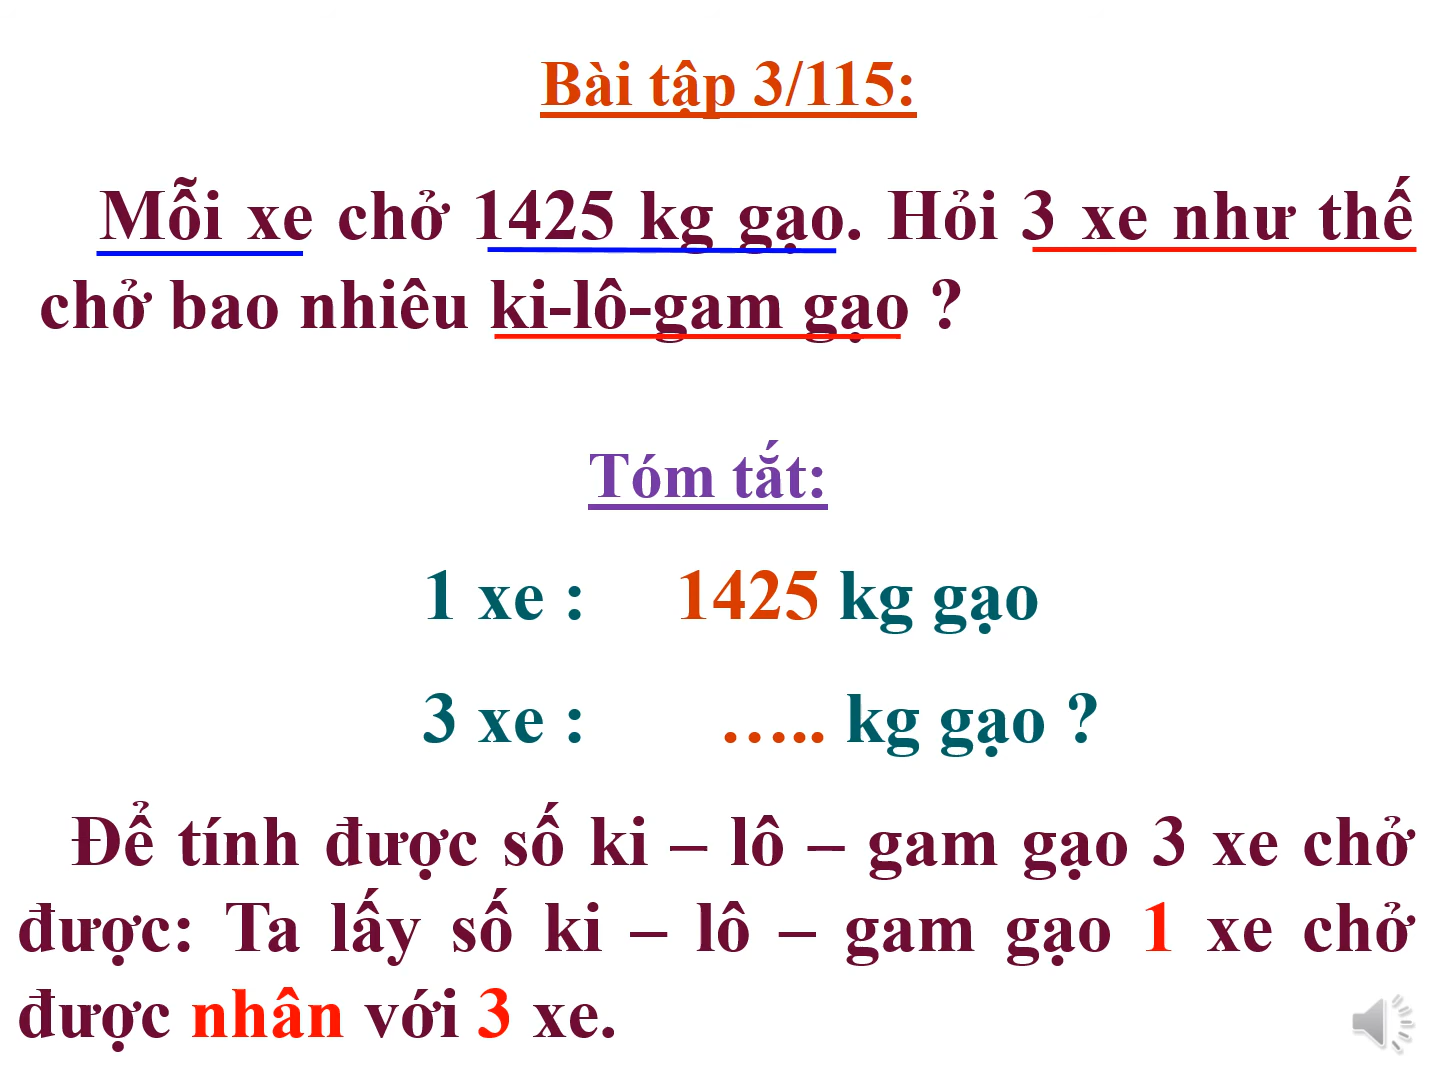 Bài tập 3/115:
Mỗi xe chở 1425 kg gạo. Hỏi 3 xe như thế
chở bao nhiêu ki-lô-gam gạo ?
Tóm tắt:
1 xe : 1425 kg gạo
3 xe : ….. kg gạo ?
Để tính được số ki – lô – gam gạo 3 xe chở
được: Ta lấy số ki – lô – gam gạo 1 xe chở
được nhân với 3 xe.